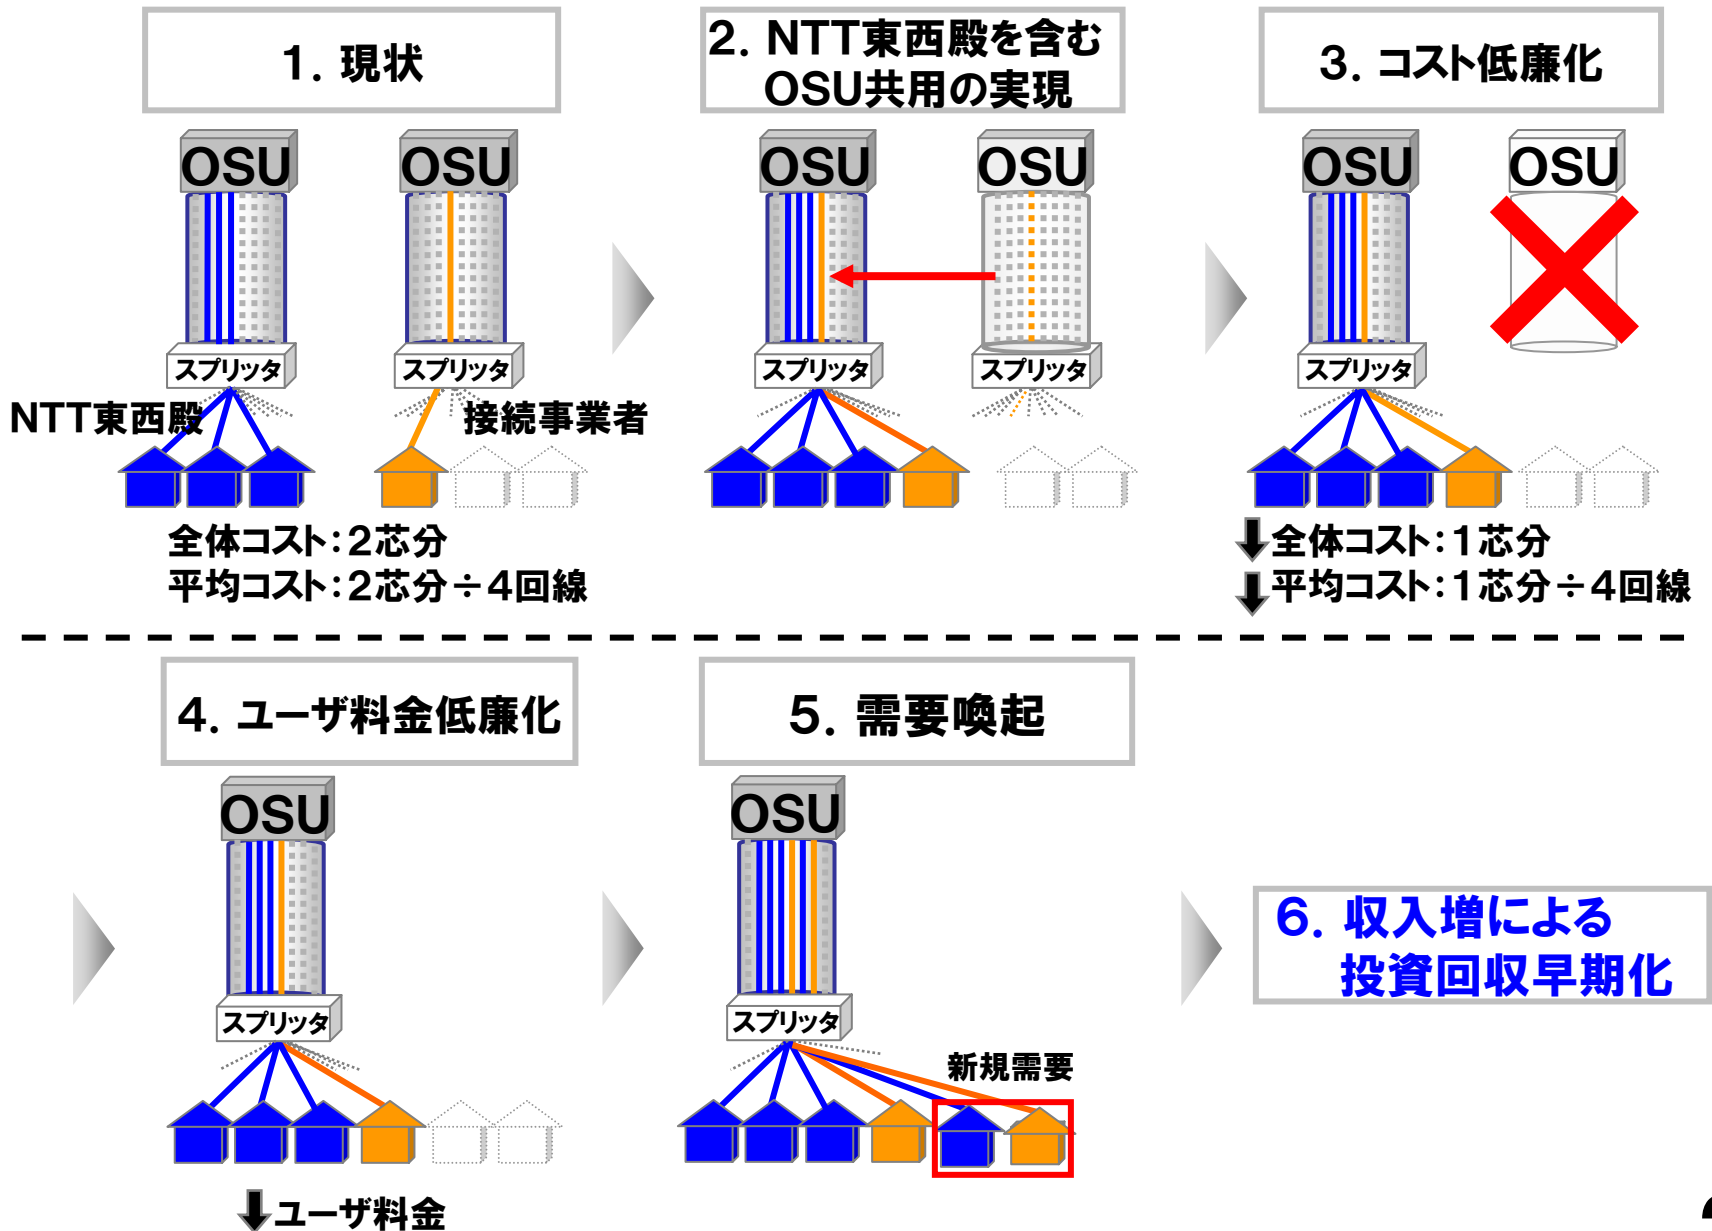 1. 現状
2. NTT東西殿を含む
OSU共用の実現
3. コスト低廉化
OSU
OSU
OSU
OSU
OSU
OSU
スプリッタ
スプリッタ
スプリッタ
スプリッタ
スプリッタ
NTT東西殿
接続事業者
全体コスト：2芯分
平均コスト：2芯分÷4回線
全体コスト：1芯分
平均コスト：1芯分÷4回線
4. ユーザ料金低廉化
5. 需要喚起
OSU
OSU
6. 収入増による
投資回収早期化
スプリッタ
スプリッタ
新規需要
ユーザ料金